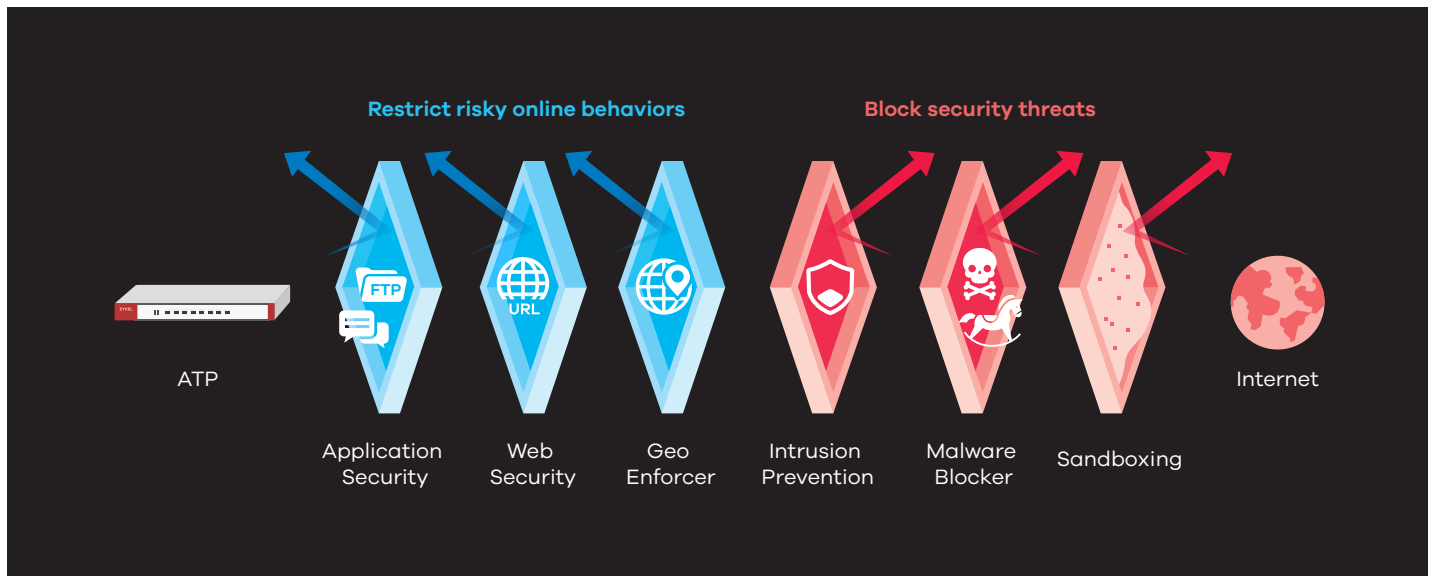 Restrict risky online behaviors
Block security threats
ZYXEL
FTP
URL
ATP
Internet
Application
Security
Web
Security
Geo
Enforcer
Intrusion
Prevention
Malware
Blocker
Sandboxing